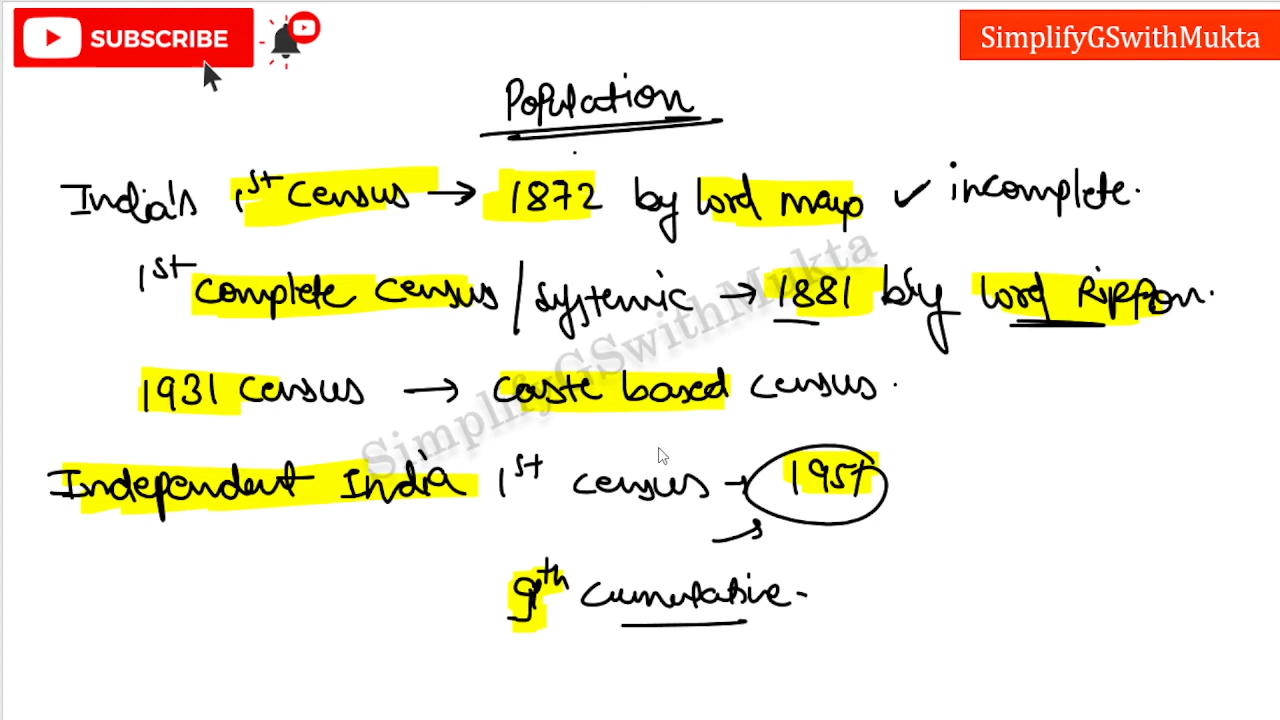 SUBSCRIBE
SimplifyGSwithMukta
Population
India's 1st Census → 1872 by lord mayo ✓ incomplete.
1st complete census / systemic → 1881 by lord Rippon.
1931 census → caste based census.
Independent India 1st census → 1951
9th cumulative.
SimplifyGSwithMukta